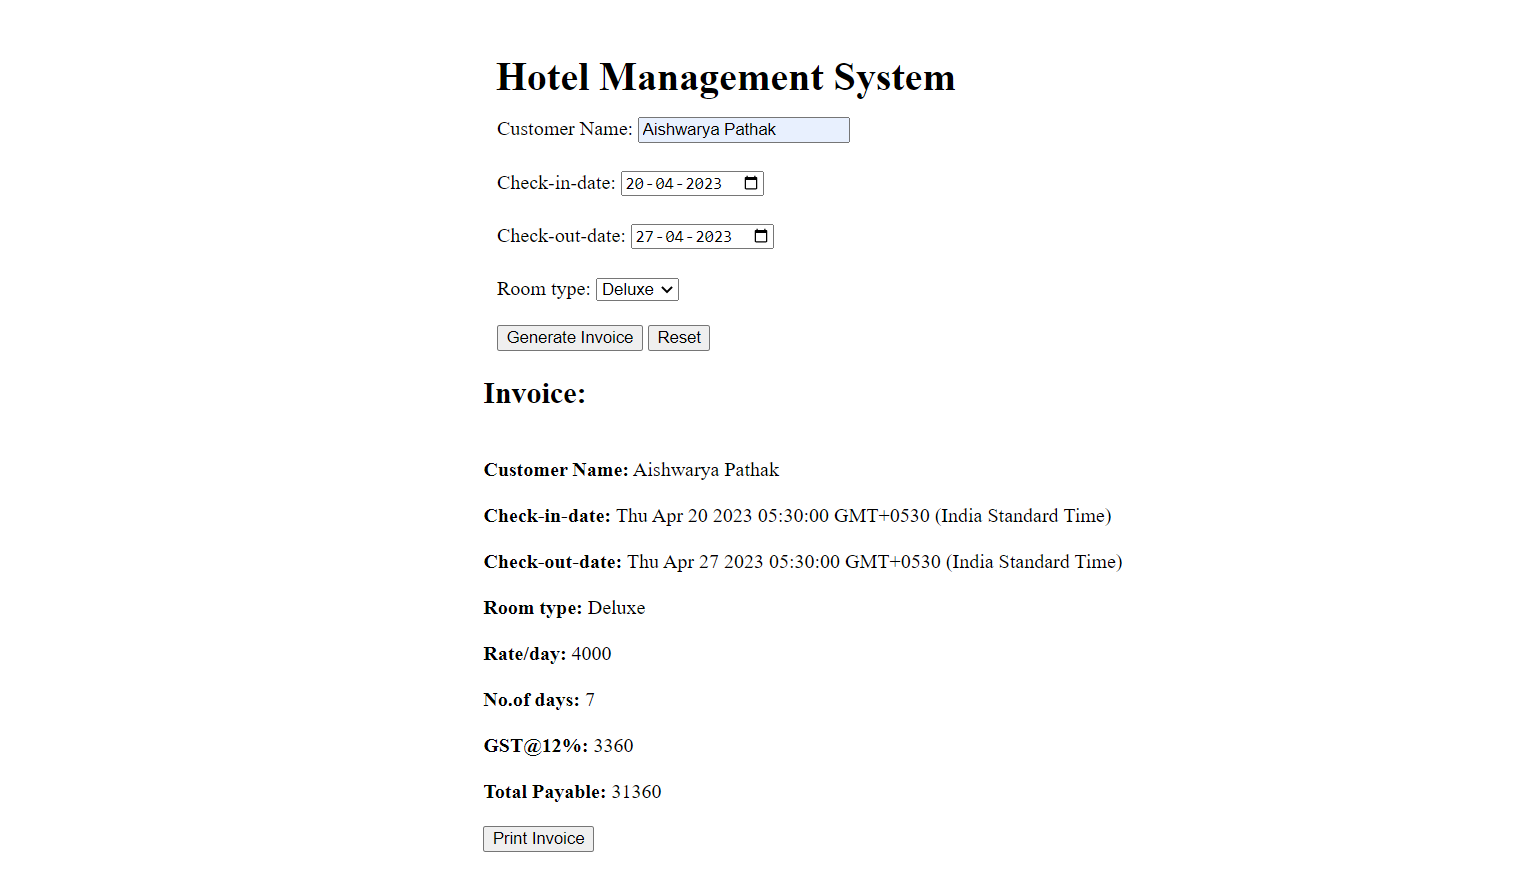 Hotel Management System
Customer Name: Aishwarya Pathak
Check-in-date: 20-04-2023
Check-out-date: 27-04-2023
Room type: Deluxe
Generate Invoice Reset
Invoice:
Customer Name: Aishwarya Pathak
Check-in-date: Thu Apr 20 2023 05:30:00 GMT+0530 (India Standard Time)
Check-out-date: Thu Apr 27 2023 05:30:00 GMT+0530 (India Standard Time)
Room type: Deluxe
Rate/day: 4000
No.of days: 7
GST@12%: 3360
Total Payable: 31360
Print Invoice